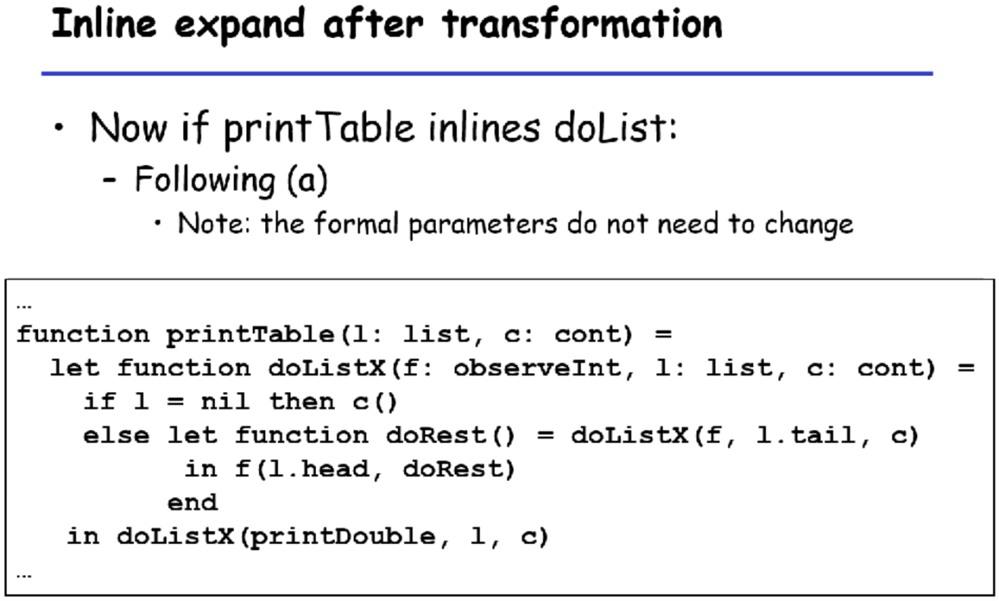 Inline expand after transformation
• Now if printTable inlines doList:
– Following (a)
• Note: the formal parameters do not need to change
…
function printTable(l: list, c: cont) =
let function doListX(f: observeInt, l: list, c: cont) =
if l = nil then c()
else let function doRest() = doListX(f, l.tail, c)
in f(l.head, doRest)
end
in doListX(printDouble, l, c)
…